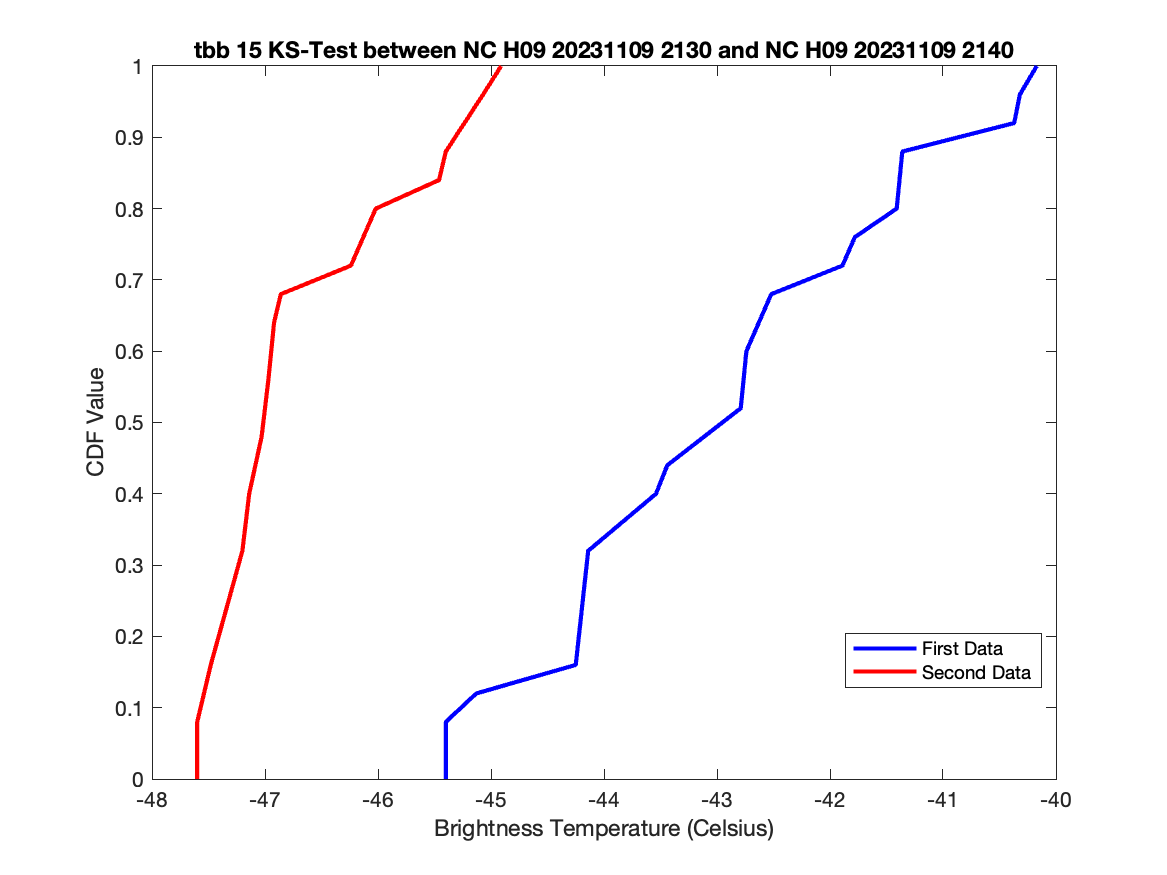 tbb 15 KS-Test between NC H09 20231109 2130 and NC H09 20231109 2140
1
0.9
0.8
0.7
0.6
0.5
0.4
0.3
0.2
0.1
0
CDF Value
First Data
Second Data
-48 -47 -46 -45 -44 -43 -42 -41 -40
Brightness Temperature (Celsius)